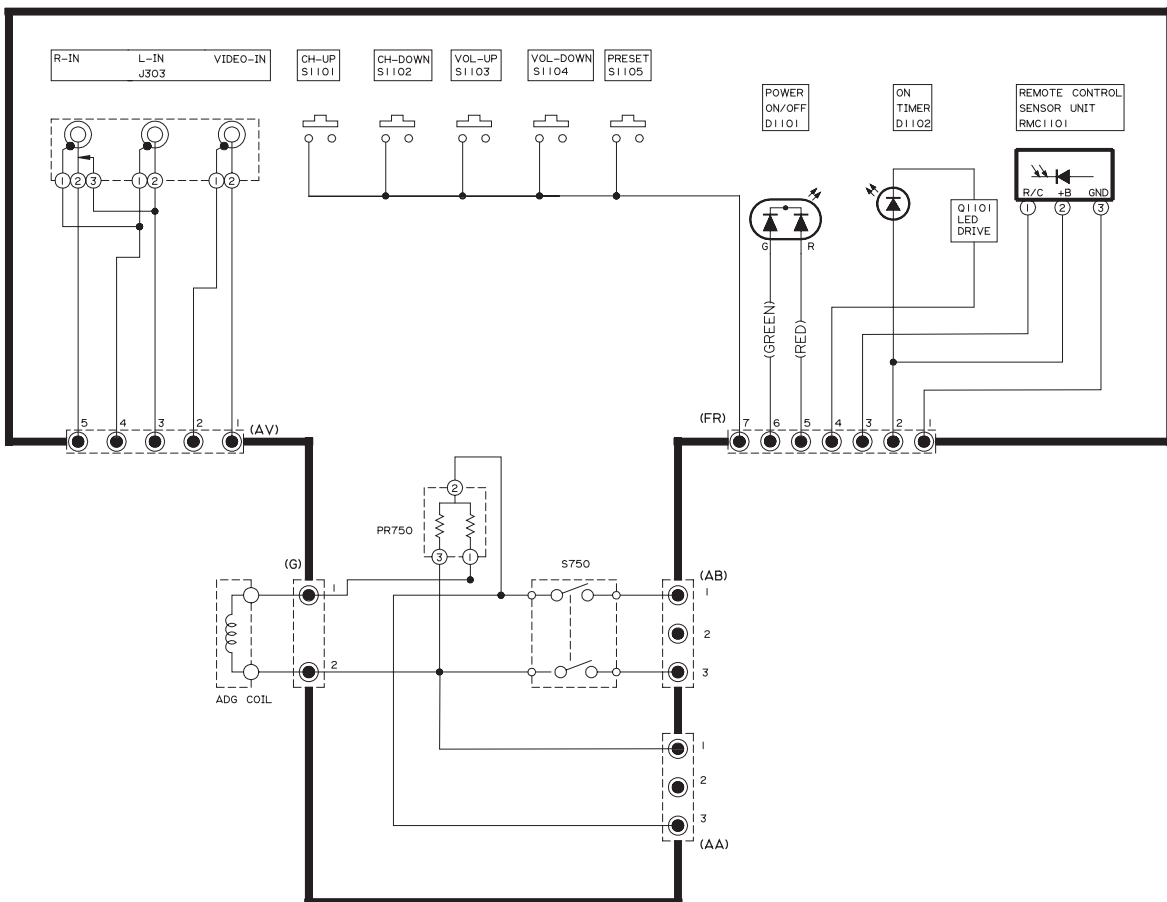 R-IN L-IN VIDEO-IN
J303
CH-UP
S1101
CH-DOWN
S1102
VOL-UP
S1103
VOL-DOWN
S1104
PRESET
S1105
POWER
ON/OFF
D1101
ON
TIMER
D1102
REMOTE CONTROL
SENSOR UNIT
RMC1101
1 2 3 1 2 1 2
R/C +B GND
1 2 3
Q1101
LED
DRIVE
G R
(GREEN)
(RED)
5 4 3 2 1 (AV)
(FR) 7 6 5 4 3 2 1
2
PR750
3 1
(G)
1
2
ADG COIL
S750
(AB)
1
2
3
1
2
3
(AA)